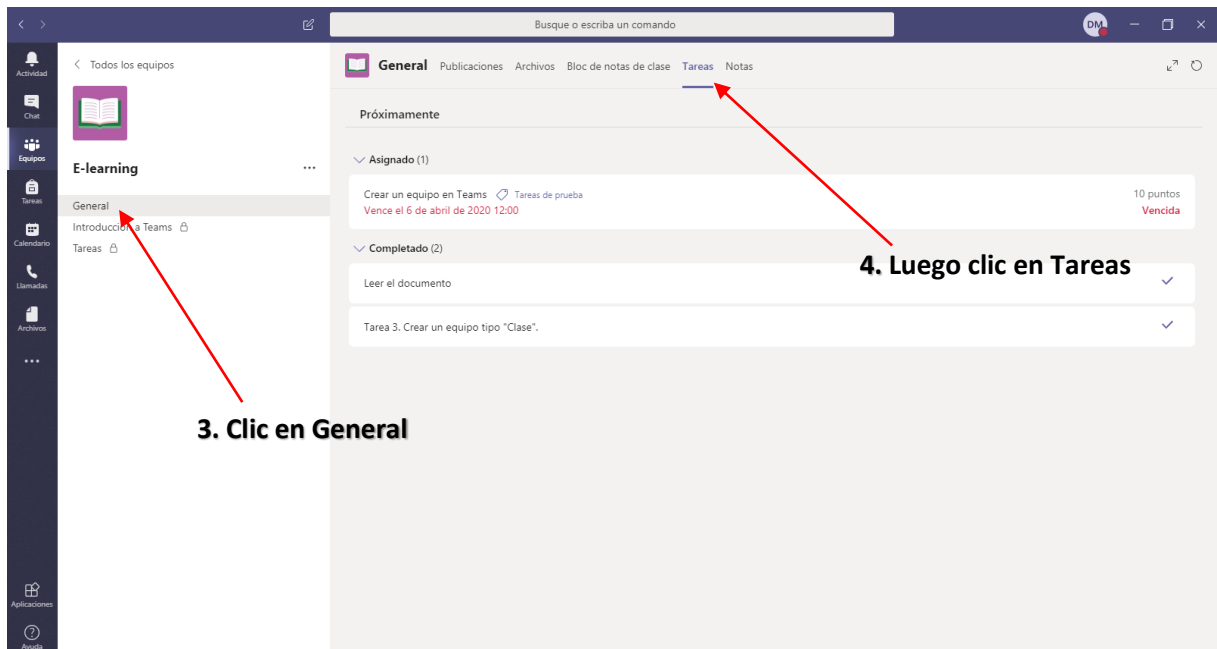 Busque o escriba un comando
DM
Actividad
Chat
Equipos
Tareas
Calendario
Llamadas
Archivos
Aplicaciones
Ayuda
Todos los equipos
E-learning
General
Introducción a Teams
Tareas
General Publicaciones Archivos Bloc de notas de clase Tareas Notas
Próximamente
Asignado (1)
Crear un equipo en Teams Tareas de prueba 10 puntos
Vence el 6 de abril de 2020 12:00 Vencida
Completado (2)
Leer el documento
Tarea 3. Crear un equipo tipo "Clase".
3. Clic en General
4. Luego clic en Tareas